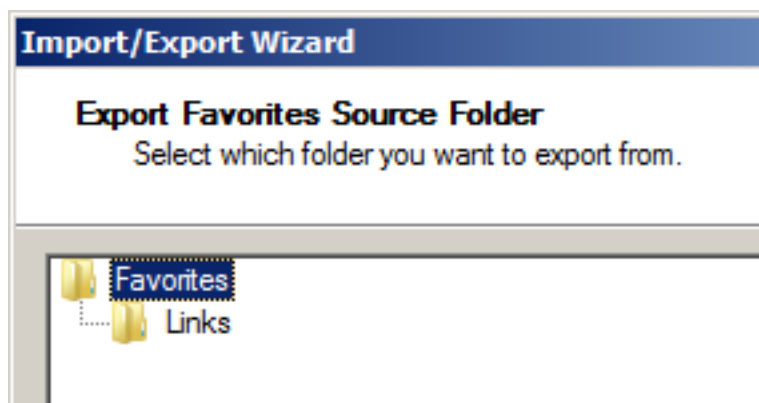 Import/Export Wizard
Export Favorites Source Folder
Select which folder you want to export from.
Favorites
Links